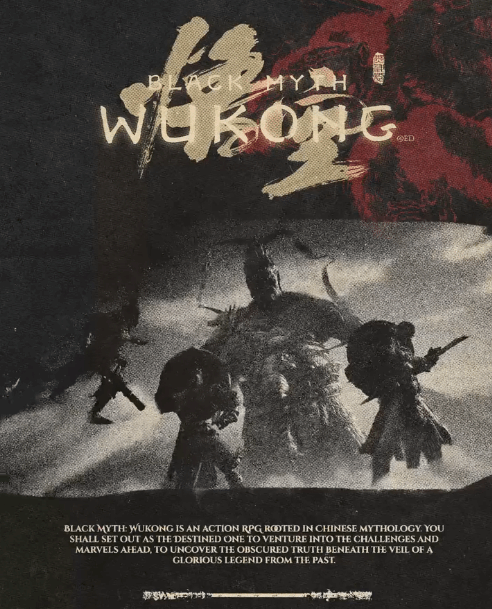 悟空
BLACK MYTH
WUKONG
BLACK MYTH: WUKONG IS AN ACTION RPG ROOTED IN CHINESE MYTHOLOGY. YOU
SHALL SET OUT AS THE DESTINED ONE TO VENTURE INTO THE CHALLENGES AND
MARVELS AHEAD, TO UNCOVER THE OBSCURED TRUTH BENEATH THE VEIL OF A
GLORIOUS LEGEND FROM THE PAST.